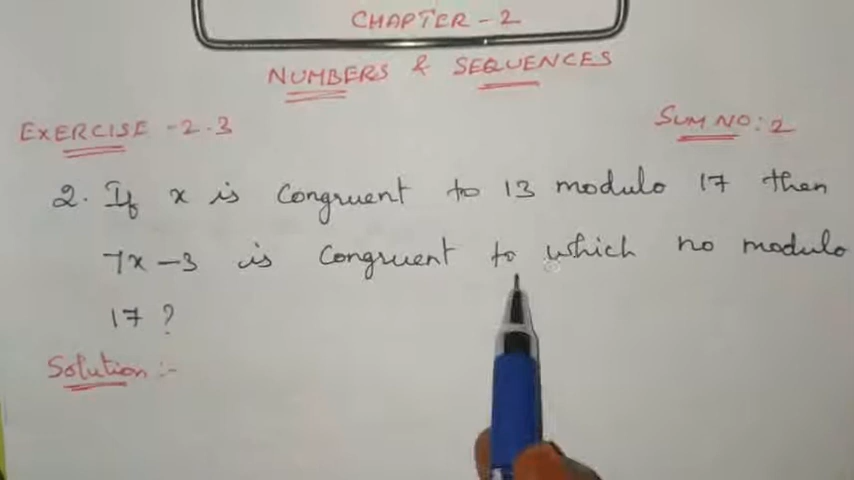 CHAPTER - 2
NUMBERS & SEQUENCES
EXERCISE - 2.3
SUM NO: 2
2. If x is congruent to 13 modulo 17 then
7x - 3 is congruent to which no modulo
17 ?
Solution :-